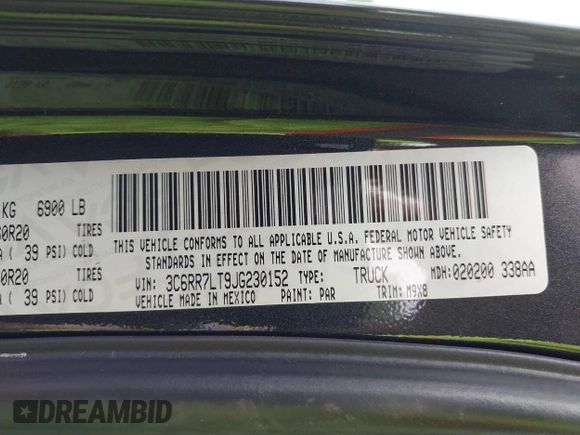 KG 6900 LB
0R20 TIRES
( 39 PSI) COLD
0R20 TIRES
( 39 PSI) COLD
THIS VEHICLE CONFORMS TO ALL APPLICABLE U.S.A. FEDERAL MOTOR VEHICLE SAFETY
STANDARDS IN EFFECT ON THE DATE OF MANUFACTURE SHOWN ABOVE.
VIN: 3C6RR7LT9JG230152 TYPE: TRUCK MDH: 020200 338AA
VEHICLE MADE IN MEXICO PAINT: PAR TRIM: M9X8
DREAMBID